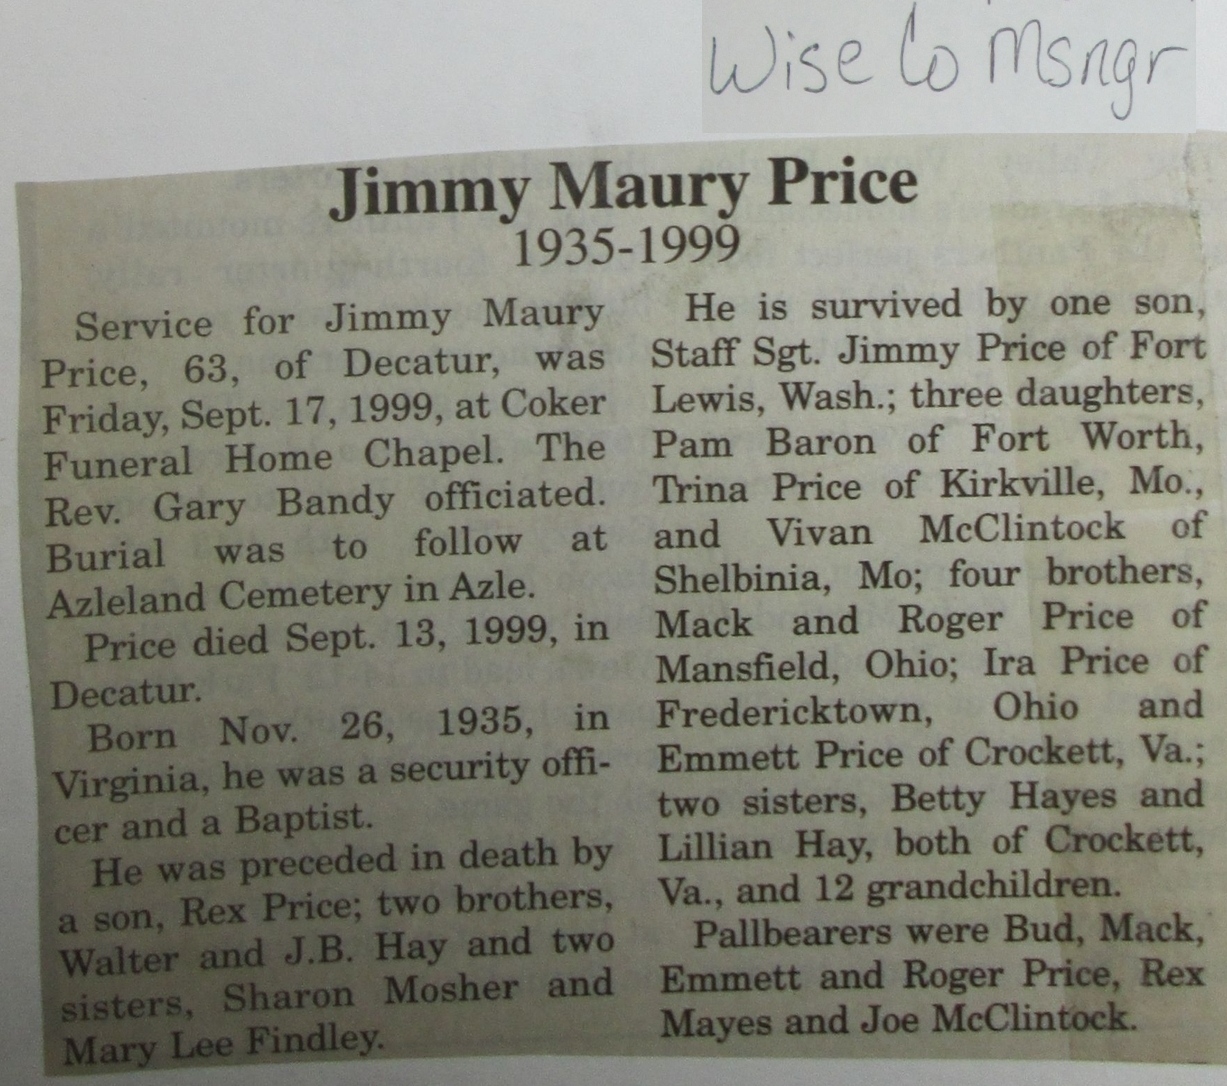 Wise Co Msngr
Jimmy Maury Price
1935-1999
Service for Jimmy Maury
Price, 63, of Decatur, was
Friday, Sept. 17, 1999, at Coker
Funeral Home Chapel. The
Rev. Gary Bandy officiated.
Burial was to follow at
Azleland Cemetery in Azle.
Price died Sept. 13, 1999, in
Decatur.
Born Nov. 26, 1935, in
Virginia, he was a security offi-
cer and a Baptist.
He was preceded in death by
a son, Rex Price; two brothers,
Walter and J.B. Hay and two
sisters, Sharon Mosher and
Mary Lee Findley.
He is survived by one son,
Staff Sgt. Jimmy Price of Fort
Lewis, Wash.; three daughters,
Pam Baron of Fort Worth,
Trina Price of Kirkville, Mo.,
and Vivan McClintock of
Shelbinia, Mo; four brothers,
Mack and Roger Price of
Mansfield, Ohio; Ira Price of
Fredericktown, Ohio and
Emmett Price of Crockett, Va.;
two sisters, Betty Hayes and
Lillian Hay, both of Crockett,
Va., and 12 grandchildren.
Pallbearers were Bud, Mack,
Emmett and Roger Price, Rex
Mayes and Joe McClintock.